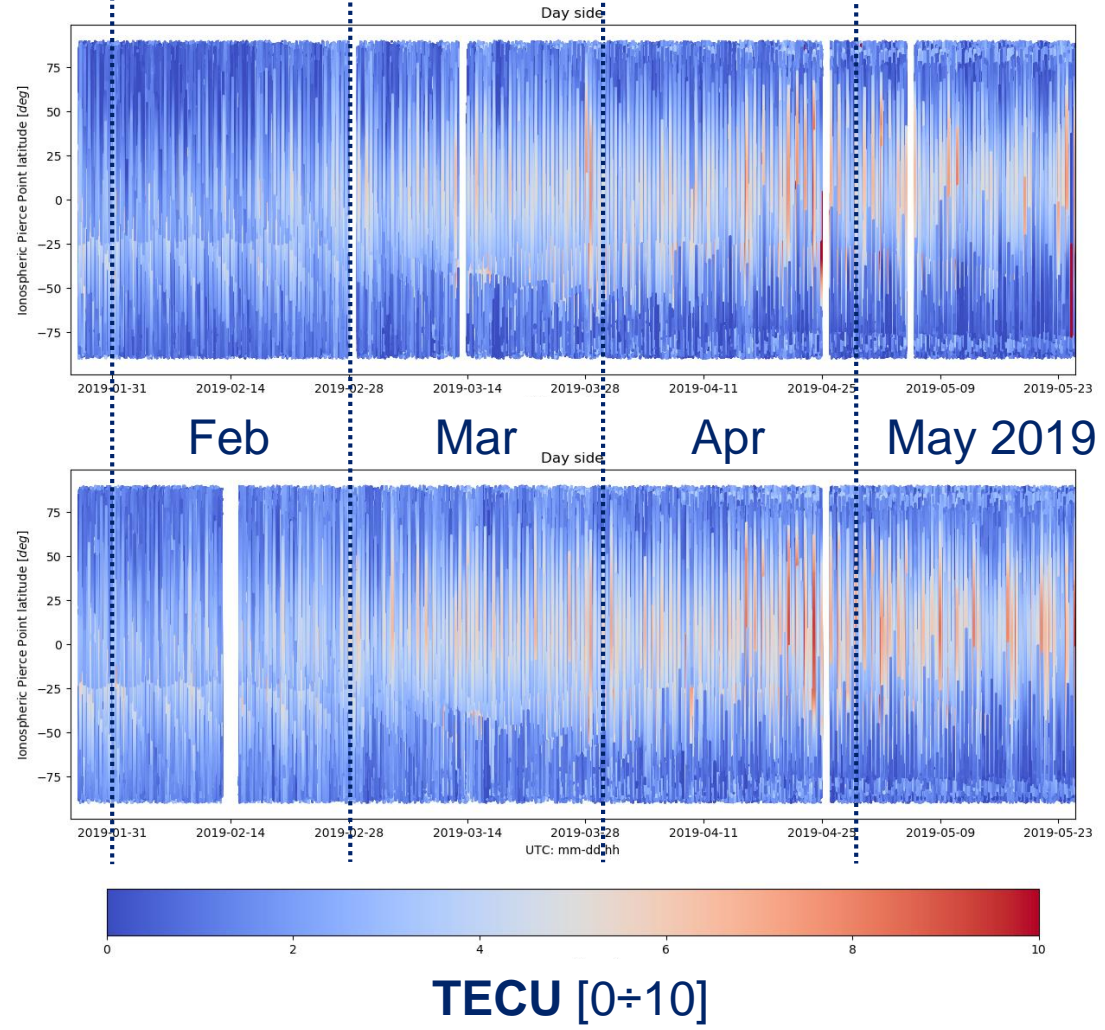 Day side
Ionospheric Pierce Point latitude [deg]
75
50
25
0
−25
−50
−75
2019-01-31 2019-02-14 2019-02-28 2019-03-14 2019-03-28 2019-04-11 2019-04-25 2019-05-09 2019-05-23
Feb Mar Apr May 2019
Day side
Ionospheric Pierce Point latitude [deg]
75
50
25
0
−25
−50
−75
2019-01-31 2019-02-14 2019-02-28 2019-03-14 2019-03-28 2019-04-11 2019-04-25 2019-05-09 2019-05-23
UTC: mm-dd hh
0 2 4 6 8 10
TECU [0÷10]